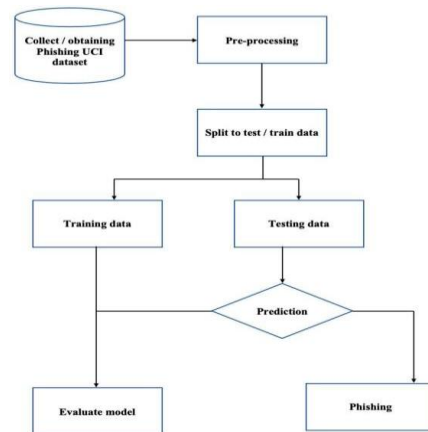 Collect / obtaining
Phishing UCI
dataset
Pre-processing
Split to test / train data
Training data
Testing data
Prediction
Evaluate model
Phishing